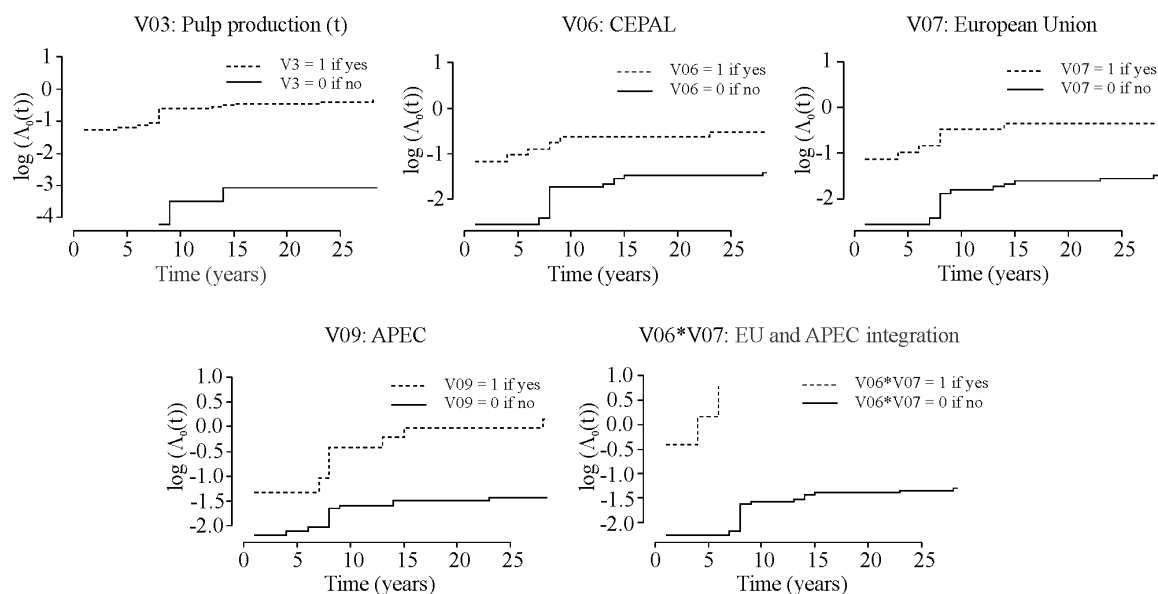 V03: Pulp production (t)
V06: CEPAL
V07: European Union
log (Λ₀(t))
1
0
-1
-2
-3
-4
V3 = 1 if yes
V3 = 0 if no
0 5 10 15 20 25
Time (years)
log (Λ₀(t))
1
0
-1
-2
V06 = 1 if yes
V06 = 0 if no
0 5 10 15 20 25
Time (years)
log (Λ₀(t))
1
0
-1
-2
V07 = 1 if yes
V07 = 0 if no
0 5 10 15 20 25
Time (years)
V09: APEC
V06*V07: EU and APEC integration
log (Λ₀(t))
1.0
0.5
0.0
-0.5
-1.0
-1.5
-2.0
V09 = 1 if yes
V09 = 0 if no
0 5 10 15 20 25
Time (years)
log (Λ₀(t))
1.0
0.5
0.0
-0.5
-1.0
-1.5
-2.0
V06*V07 = 1 if yes
V06*V07 = 0 if no
0 5 10 15 20 25
Time (years)